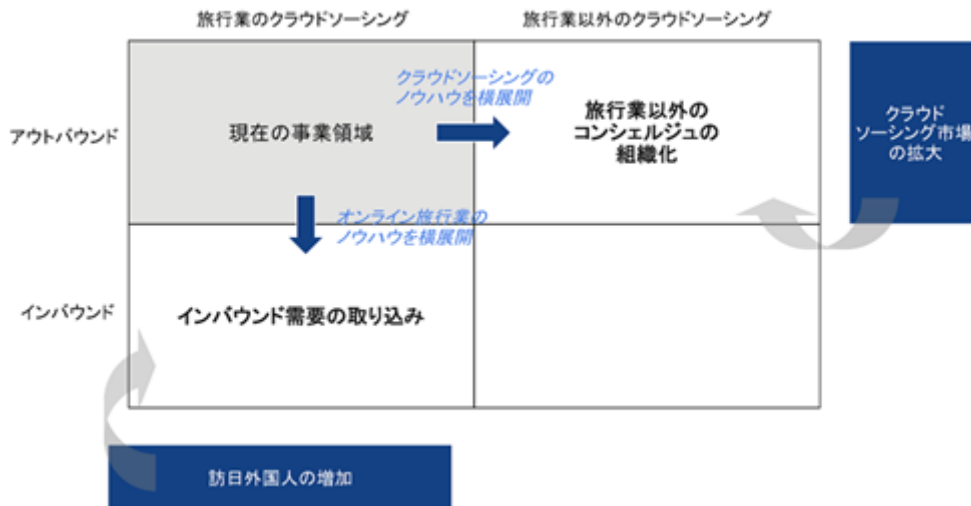 旅行業のクラウドソーシング
旅行業以外のクラウドソーシング
アウトバウンド
現在の事業領域
クラウドソーシングの
ノウハウを横展開
旅行業以外の
コンシェルジュの
組織化
クラウド
ソーシング市場
の拡大
オンライン旅行業の
ノウハウを横展開
インバウンド
インバウンド需要の取り込み
訪日外国人の増加